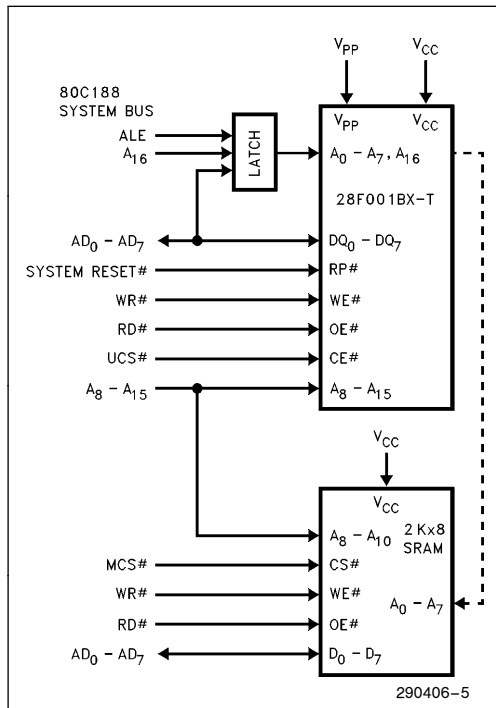 V_PP V_CC
80C188
SYSTEM BUS
ALE
A_16
LATCH
V_PP V_CC
A_0 – A_7, A_16
28F001BX-T
AD_0 – AD_7 DQ_0 – DQ_7
SYSTEM RESET# RP#
WR# WE#
RD# OE#
UCS# CE#
A_8 – A_15 A_8 – A_15
V_CC
V_CC
A_8 – A_10 2 Kx8
SRAM
MCS# CS#
WR# WE#
A_0 – A_7
RD# OE#
AD_0 – AD_7 D_0 – D_7
290406–5